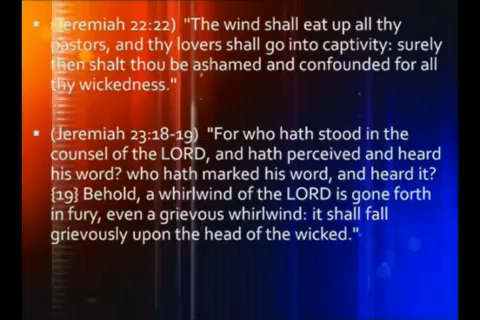 ▪ (Jeremiah 22:22) "The wind shall eat up all thy
pastors, and thy lovers shall go into captivity: surely
then shalt thou be ashamed and confounded for all
thy wickedness."
▪ (Jeremiah 23:18-19) "For who hath stood in the
counsel of the LORD, and hath perceived and heard
his word? who hath marked his word, and heard it?
{19} Behold, a whirlwind of the LORD is gone forth
in fury, even a grievous whirlwind: it shall fall
grievously upon the head of the wicked."